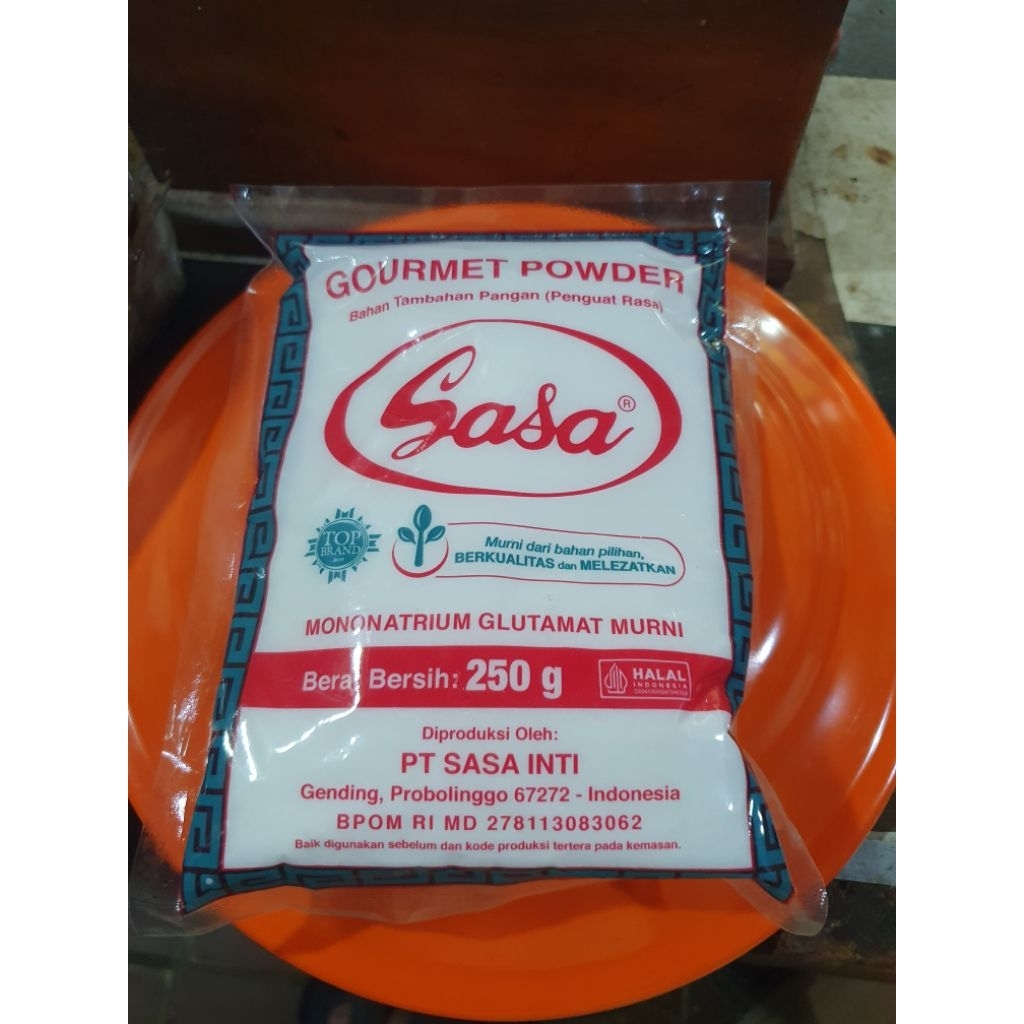 GOURMET POWDER
Bahan Tambahan Pangan (Penguat Rasa)
Sasa ®
TOP
BRAND
Murni dari bahan pilihan,
BERKUALITAS dan MELEZATKAN
MONONATRIUM GLUTAMAT MURNI
Berat Bersih: 250 g
HALAL
INDONESIA
Diproduksi Oleh:
PT SASA INTI
Gending, Probolinggo 67272 - Indonesia
BPOM RI MD 278113083062
Baik digunakan sebelum dan kode produksi tertera pada kemasan.